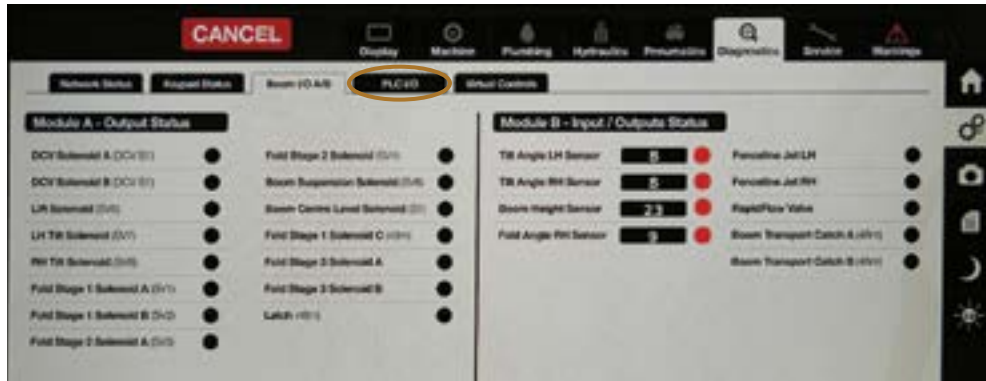 CANCEL
Display Machine Plumbing Hydraulics Pneumatics Diagnostics Service Warnings
Network Status Keypad Status Boom I/O A/B PLC I/O Virtual Controls
Module A - Output Status
DCV Solenoid A
DCV Solenoid B
Lift Solenoid
LH Tilt Solenoid
RH Tilt Solenoid
Fold Stage 1 Solenoid A
Fold Stage 1 Solenoid B
Fold Stage 2 Solenoid A
Fold Stage 2 Solenoid
Boom Suspension Solenoid
Boom Centre Level Solenoid
Fold Stage 1 Solenoid C
Fold Stage 3 Solenoid A
Fold Stage 3 Solenoid B
Latch
Module B - Input / Outputs Status
Tilt Angle LH Sensor
Tilt Angle RH Sensor
Boom Height Sensor 23
Fold Angle RH Sensor 9
Fenceline Jet LH
Fenceline Jet RH
RapidFlow Valve
Boom Transport Catch A
Boom Transport Catch B